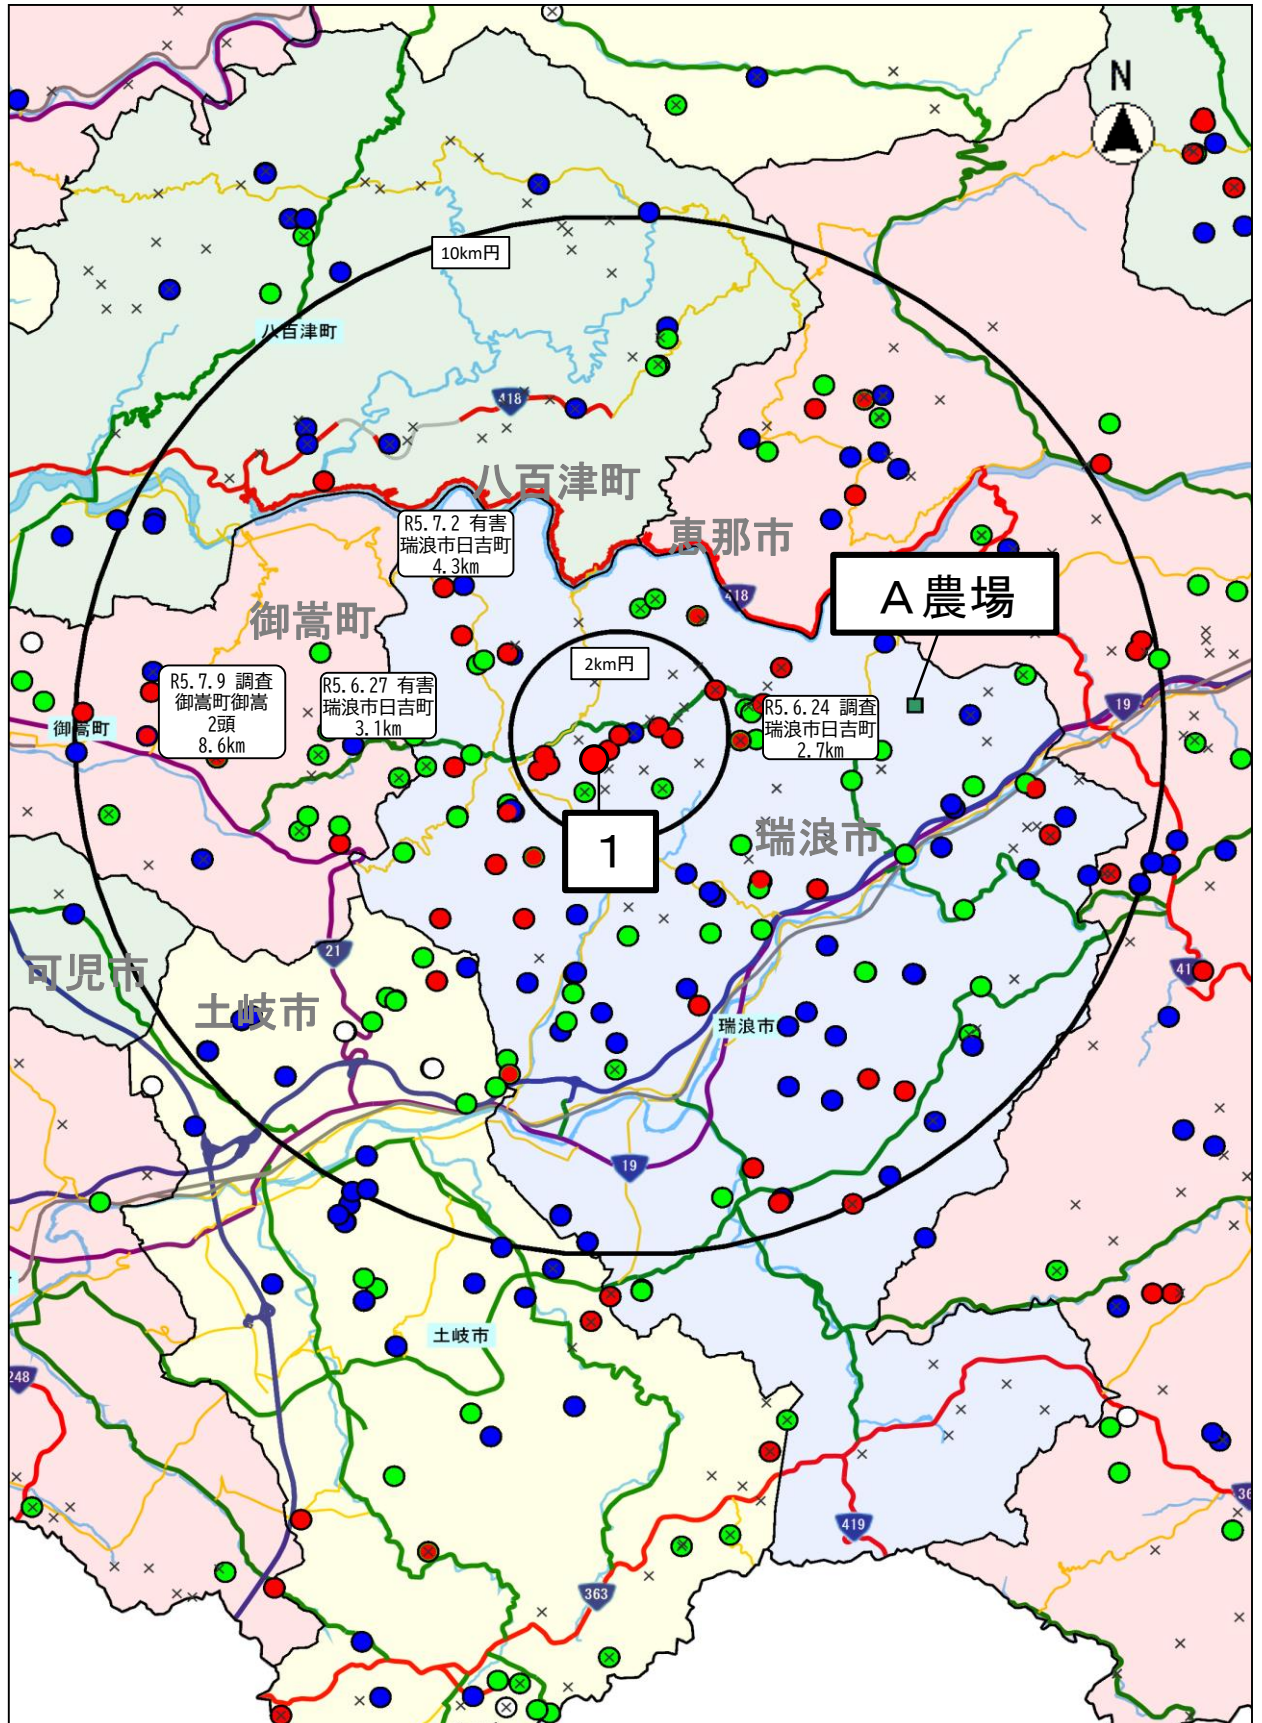 N
10km円
八百津町
418
八百津町
恵那市
R5.7.2 有害
瑞浪市日吉町
4.3km
418
A農場
御嵩町
2km円
R5.7.9 調査
御嵩町御嵩
2頭
8.6km
R5.6.27 有害
瑞浪市日吉町
3.1km
R5.6.24 調査
瑞浪市日吉町
2.7km
19
御嵩町
1
瑞浪市
21
可児市
土岐市
41
瑞浪市
19
土岐市
248
36
419
363